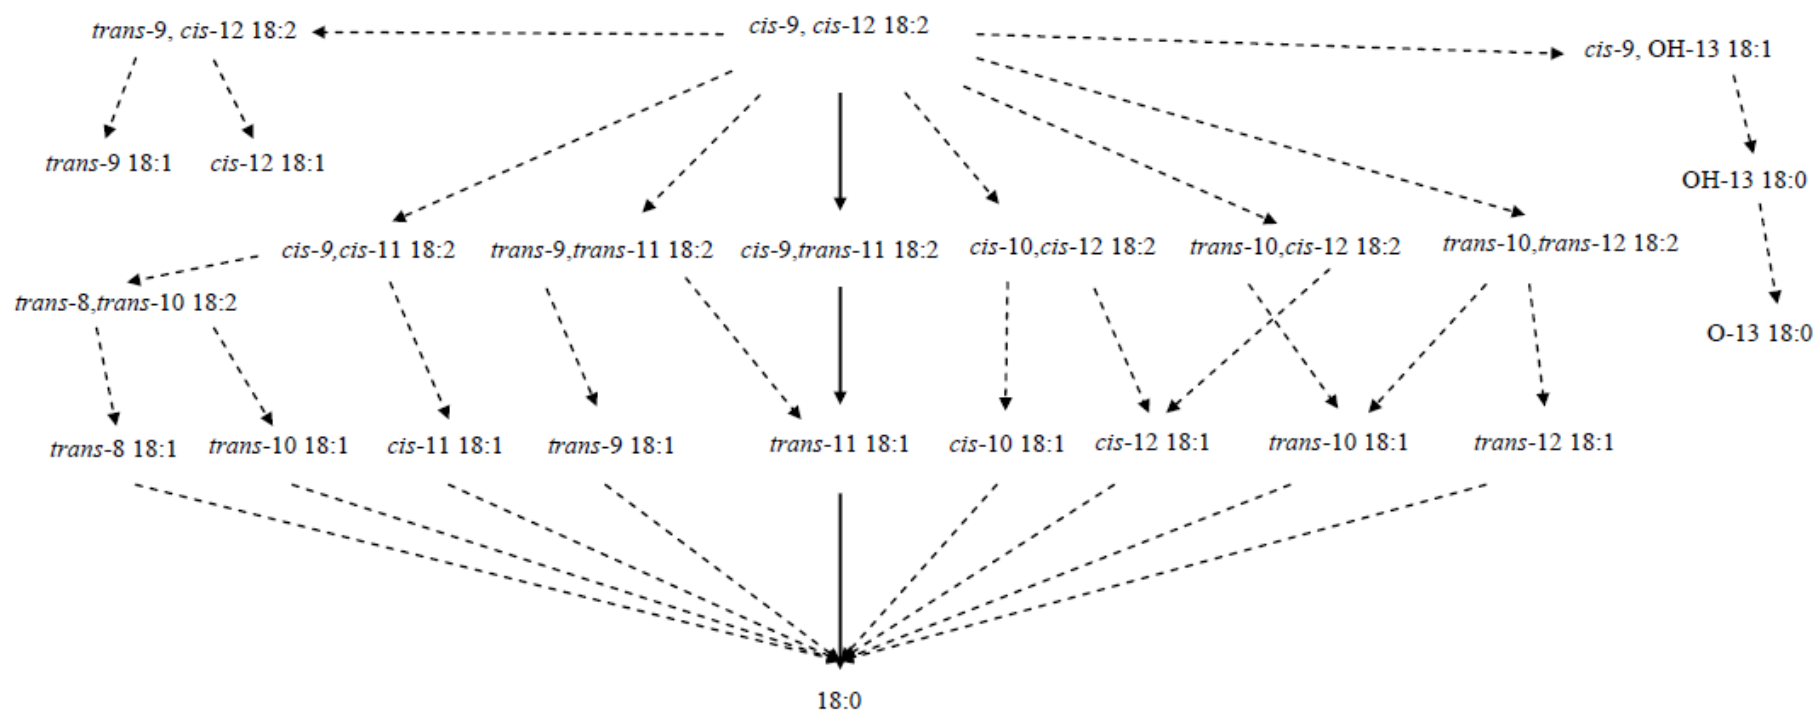 trans-9, cis-12 18:2
cis-9, cis-12 18:2
cis-9, OH-13 18:1
trans-9 18:1
cis-12 18:1
OH-13 18:0
cis-9,cis-11 18:2
trans-9,trans-11 18:2
cis-9,trans-11 18:2
cis-10,cis-12 18:2
trans-10,cis-12 18:2
trans-10,trans-12 18:2
trans-8,trans-10 18:2
O-13 18:0
trans-8 18:1
trans-10 18:1
cis-11 18:1
trans-9 18:1
trans-11 18:1
cis-10 18:1
cis-12 18:1
trans-10 18:1
trans-12 18:1
18:0